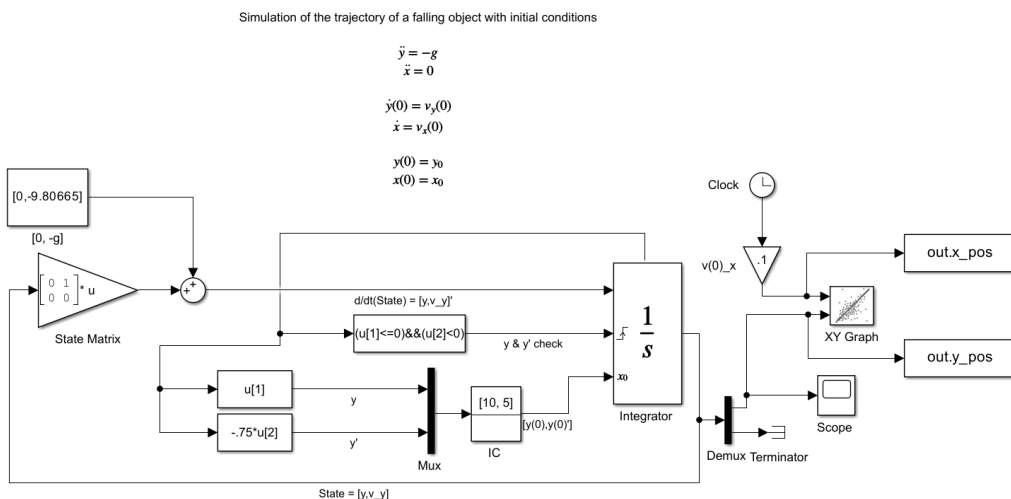 Simulation of the trajectory of a falling object with initial conditions
ÿ = −g
ẍ = 0
ẏ(0) = v_y(0)
ẋ = v_x(0)
y(0) = y₀
x(0) = x₀
[0,-9.80665]
[0, -g]
[0 1
0 0] * u
State Matrix
+
+
d/dt(State) = [y,v_y]'
(u[1]<=0)&&(u[2]<0)
y & y' check
u[1]
y
-.75*u[2]
y'
Mux
[10, 5]
IC
[y(0),y(0)']
1
s
x₀
Integrator
State = [y,v_y]
Clock
v(0)_x
.1
out.x_pos
XY Graph
out.y_pos
Scope
Demux
Terminator